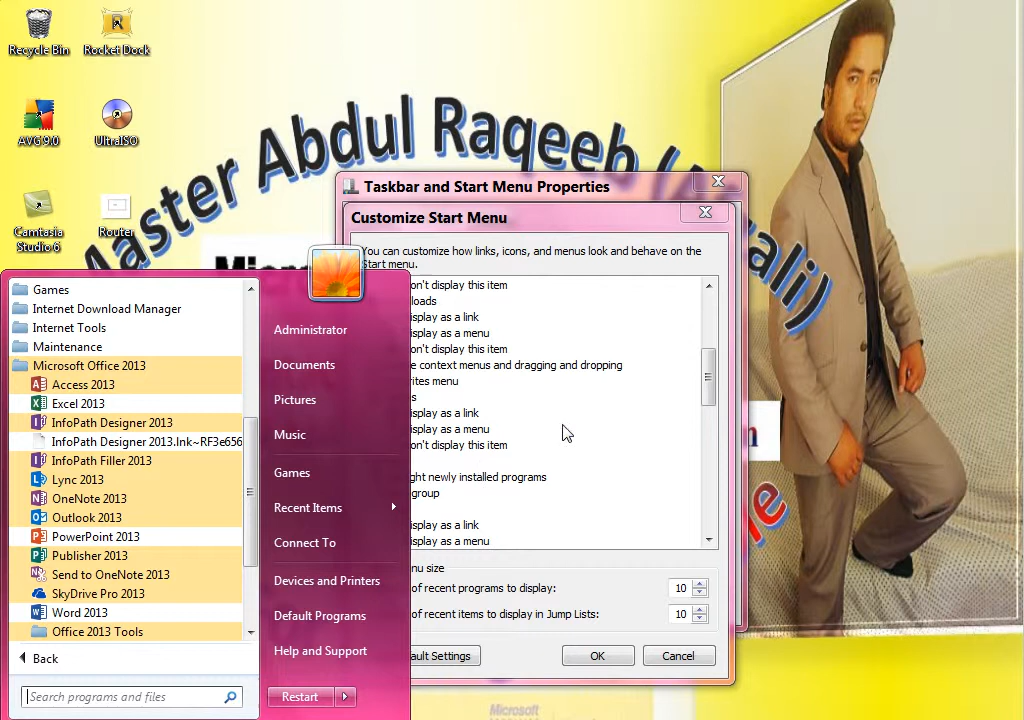 Recycle Bin
Rocket Dock
AVG 9.0
UltraISO
Camtasia
Studio 6
Router
Master Abdul Raqeeb
Taskbar and Start Menu Properties
Customize Start Menu
You can customize how links, icons, and menus look and behave on the
Start menu.
on't display this item
loads
isplay as a link
isplay as a menu
on't display this item
e context menus and dragging and dropping
rites menu
s
isplay as a link
isplay as a menu
on't display this item
ght newly installed programs
group
isplay as a link
isplay as a menu
nu size
of recent programs to display:
10
of recent items to display in Jump Lists:
10
ault Settings
OK
Cancel
Games
Internet Download Manager
Internet Tools
Maintenance
Microsoft Office 2013
Access 2013
Excel 2013
InfoPath Designer 2013
InfoPath Designer 2013.lnk~RF3e656
InfoPath Filler 2013
Lync 2013
OneNote 2013
Outlook 2013
PowerPoint 2013
Publisher 2013
Send to OneNote 2013
SkyDrive Pro 2013
Word 2013
Office 2013 Tools
Back
Search programs and files
Administrator
Documents
Pictures
Music
Games
Recent Items
Connect To
Devices and Printers
Default Programs
Help and Support
Restart
Microsoft